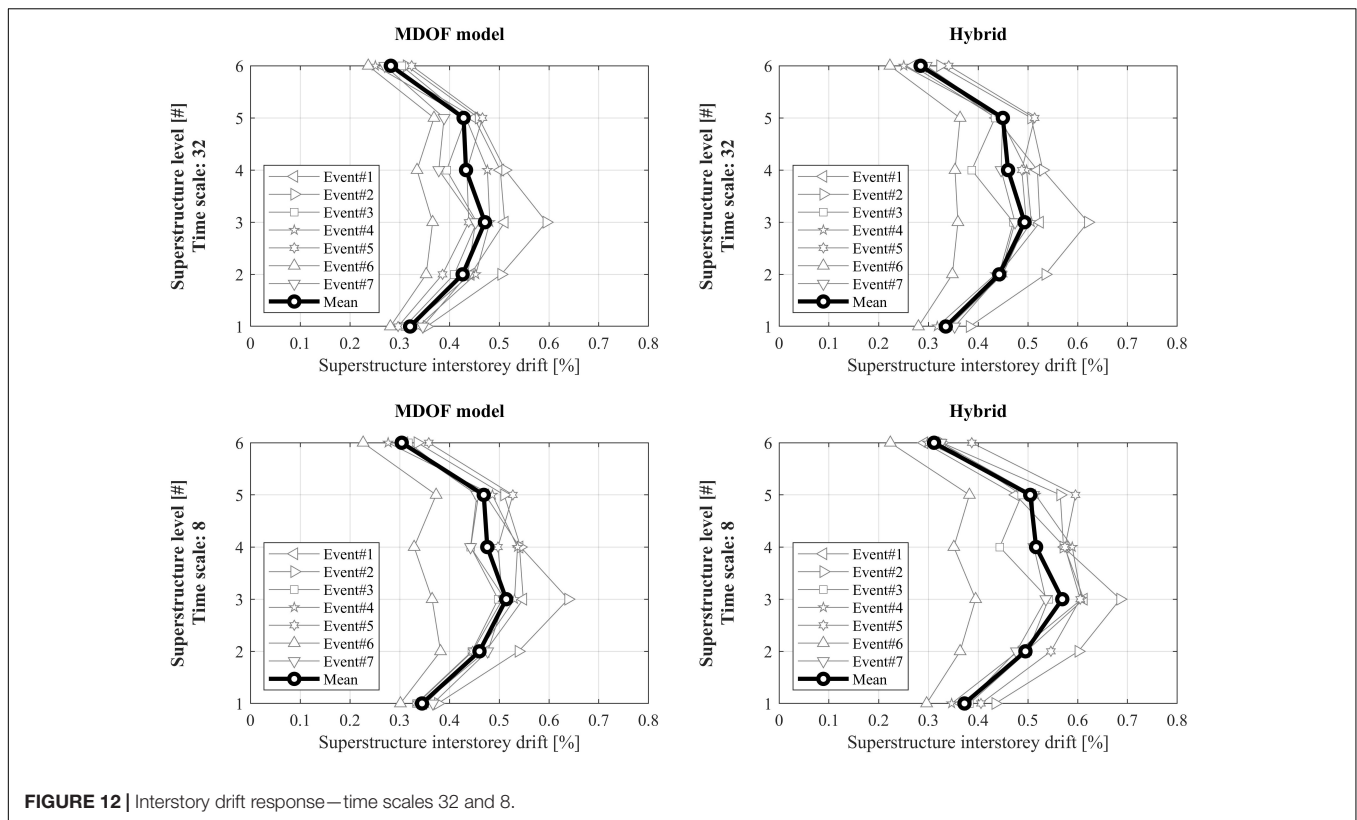 MDOF model
Superstructure level [#]
Time scale: 32
6
5
4
3
2
1
Event#1
Event#2
Event#3
Event#4
Event#5
Event#6
Event#7
Mean
0 0.1 0.2 0.3 0.4 0.5 0.6 0.7 0.8
Superstructure interstorey drift [%]
Hybrid
Superstructure level [#]
Time scale: 32
6
5
4
3
2
1
Event#1
Event#2
Event#3
Event#4
Event#5
Event#6
Event#7
Mean
0 0.1 0.2 0.3 0.4 0.5 0.6 0.7 0.8
Superstructure interstorey drift [%]
MDOF model
Superstructure level [#]
Time scale: 8
6
5
4
3
2
1
Event#1
Event#2
Event#3
Event#4
Event#5
Event#6
Event#7
Mean
0 0.1 0.2 0.3 0.4 0.5 0.6 0.7 0.8
Superstructure interstorey drift [%]
Hybrid
Superstructure level [#]
Time scale: 8
6
5
4
3
2
1
Event#1
Event#2
Event#3
Event#4
Event#5
Event#6
Event#7
Mean
0 0.1 0.2 0.3 0.4 0.5 0.6 0.7 0.8
Superstructure interstorey drift [%]
FIGURE 12 | Interstory drift response—time scales 32 and 8.